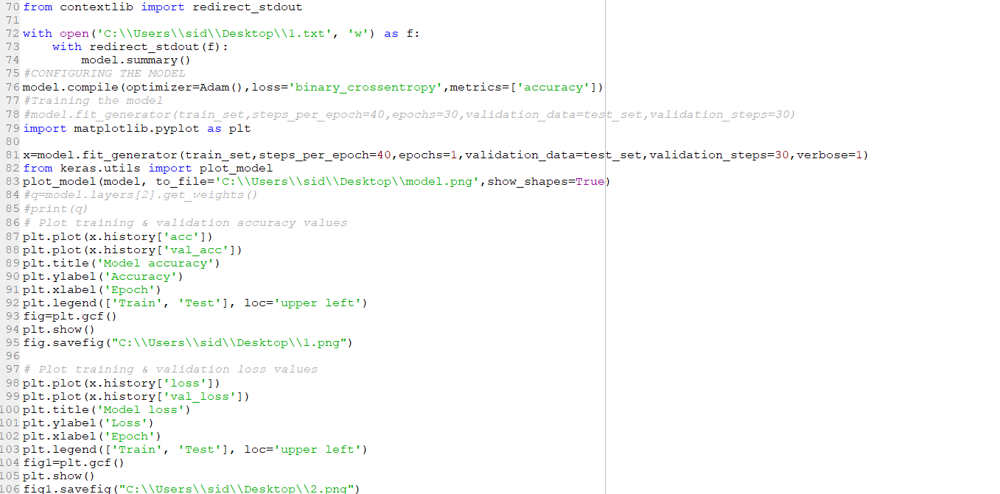 70 from contextlib import redirect_stdout
71
72 with open('C:\\Users\\sid\\Desktop\\1.txt', 'w') as f:
73     with redirect_stdout(f):
74         model.summary()
75 #CONFIGURING THE MODEL
76 model.compile(optimizer=Adam(),loss='binary_crossentropy',metrics=['accuracy'])
77 #Training the model
78 #model.fit_generator(train_set,steps_per_epoch=40,epochs=30,validation_data=test_set,validation_steps=30)
79 import matplotlib.pyplot as plt
80
81 x=model.fit_generator(train_set,steps_per_epoch=40,epochs=1,validation_data=test_set,validation_steps=30,verbose=1)
82 from keras.utils import plot_model
83 plot_model(model, to_file='C:\\Users\\sid\\Desktop\\model.png',show_shapes=True)
84 #q=model.layers[2].get_weights()
85 #print(q)
86 # Plot training & validation accuracy values
87 plt.plot(x.history['acc'])
88 plt.plot(x.history['val_acc'])
89 plt.title('Model accuracy')
90 plt.ylabel('Accuracy')
91 plt.xlabel('Epoch')
92 plt.legend(['Train', 'Test'], loc='upper left')
93 fig=plt.gcf()
94 plt.show()
95 fig.savefig("C:\\Users\\sid\\Desktop\\1.png")
96
97 # Plot training & validation loss values
98 plt.plot(x.history['loss'])
99 plt.plot(x.history['val_loss'])
100 plt.title('Model loss')
101 plt.ylabel('Loss')
102 plt.xlabel('Epoch')
103 plt.legend(['Train', 'Test'], loc='upper left')
104 fig1=plt.gcf()
105 plt.show()
106 fig1.savefig("C:\\Users\\sid\\Desktop\\2.png")